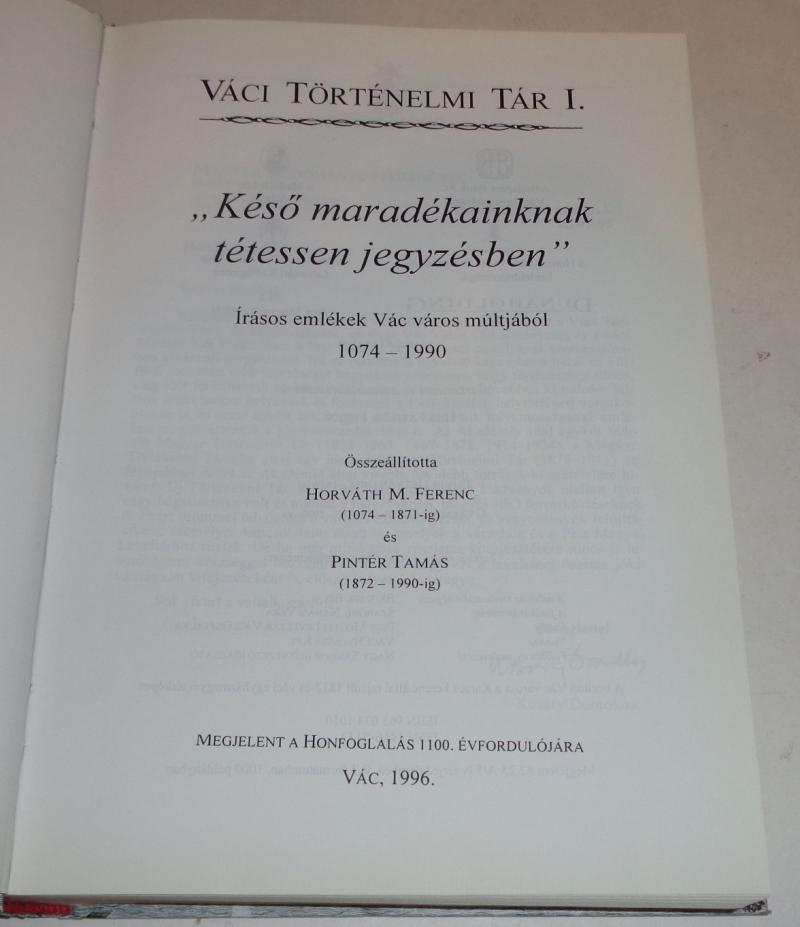 VÁCI TÖRTÉNELMI TÁR I.
„Késő maradékainknak
tétessen jegyzésben”
Írásos emlékek Vác város múltjából
1074 – 1990
Összeállította
HORVÁTH M. FERENC
(1074 – 1871-ig)
és
PINTÉR TAMÁS
(1872 – 1990-ig)
MEGJELENT A HONFOGLALÁS 1100. ÉVFORDULÓJÁRA
VÁC, 1996.